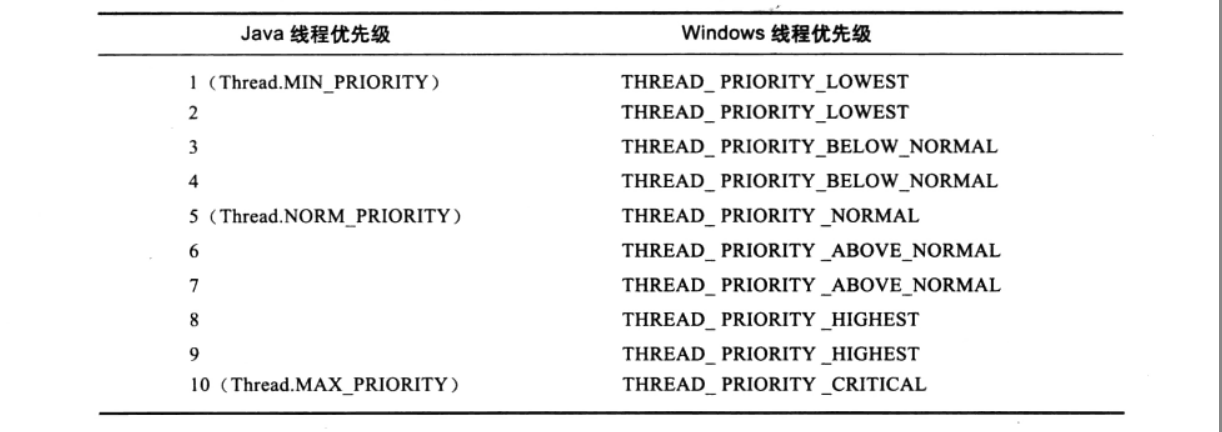 Java 线程优先级 Windows 线程优先级
1（Thread.MIN_PRIORITY） THREAD_ PRIORITY_LOWEST
2 THREAD_ PRIORITY_LOWEST
3 THREAD_ PRIORITY_BELOW_NORMAL
4 THREAD_ PRIORITY_BELOW_NORMAL
5（Thread.NORM_PRIORITY） THREAD_ PRIORITY _NORMAL
6 THREAD_ PRIORITY _ABOVE_NORMAL
7 THREAD_ PRIORITY _ABOVE_NORMAL
8 THREAD_ PRIORITY _HIGHEST
9 THREAD_ PRIORITY _HIGHEST
10（Thread.MAX_PRIORITY） THREAD_ PRIORITY _CRITICAL